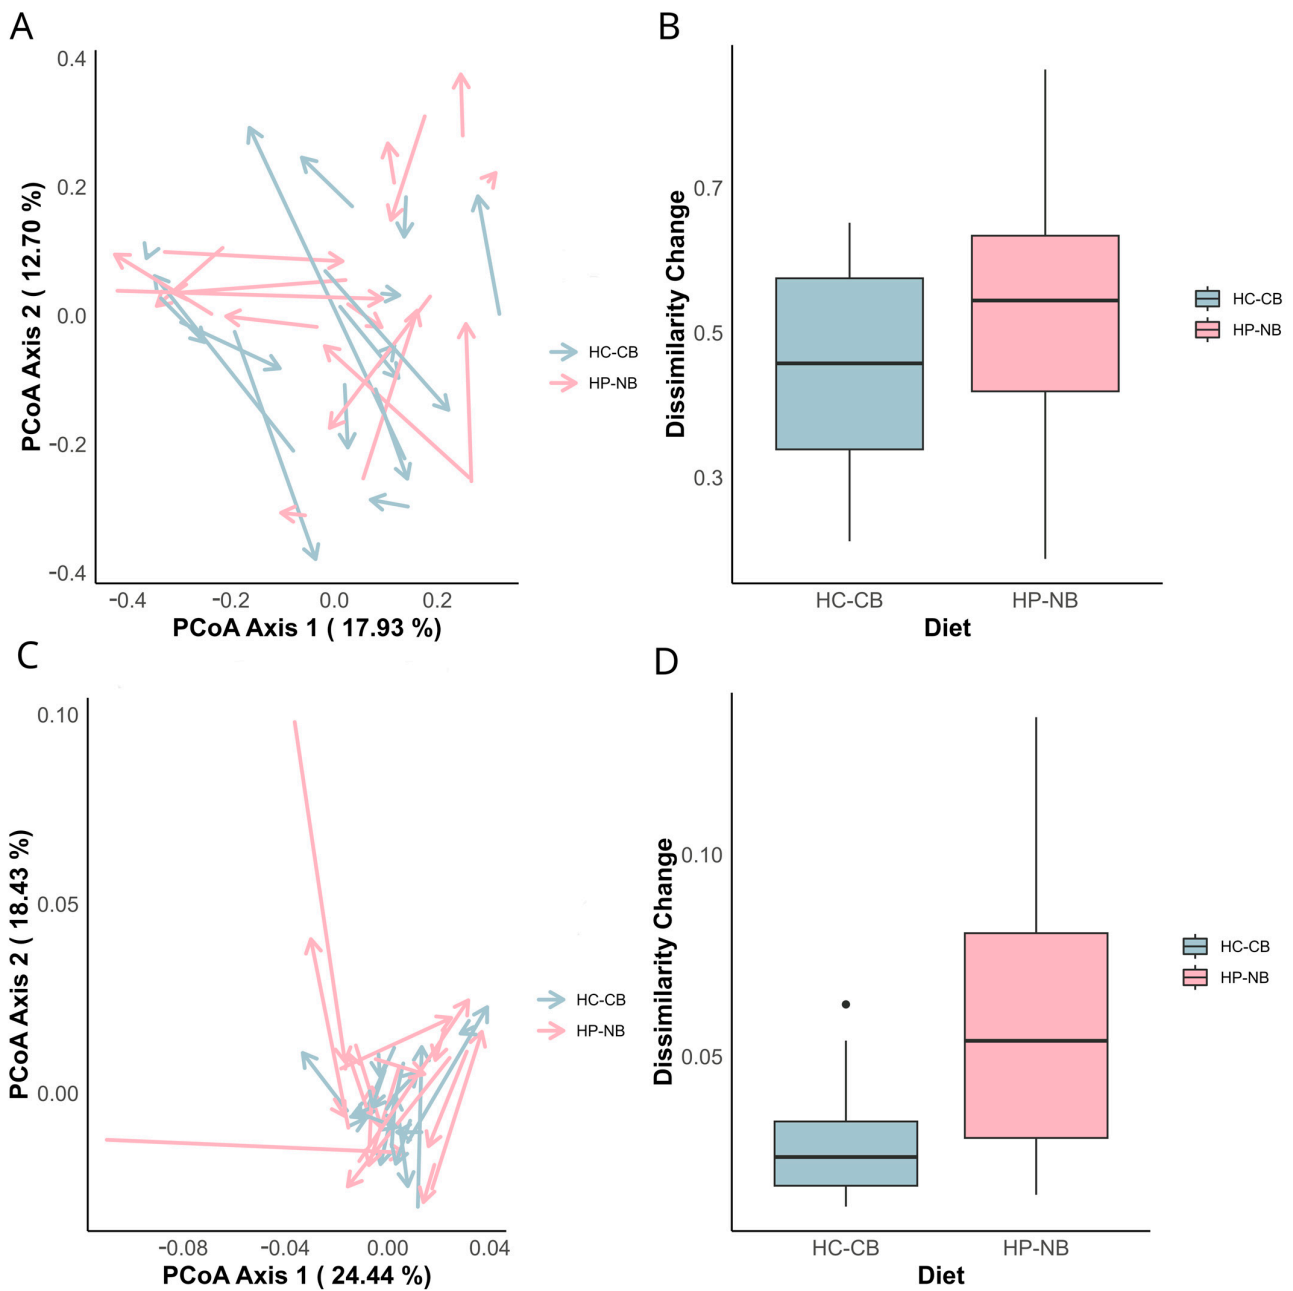 A
0.4
0.2
0.0
-0.2
-0.4
PCoA Axis 2 ( 12.70 %)
-0.4 -0.2 0.0 0.2
PCoA Axis 1 ( 17.93 %)
HC-CB
HP-NB
B
0.7
0.5
0.3
Dissimilarity Change
HC-CB HP-NB
Diet
HC-CB
HP-NB
C
0.10
0.05
0.00
PCoA Axis 2 ( 18.43 %)
-0.08 -0.04 0.00 0.04
PCoA Axis 1 ( 24.44 %)
HC-CB
HP-NB
D
0.10
0.05
Dissimilarity Change
HC-CB HP-NB
Diet
HC-CB
HP-NB